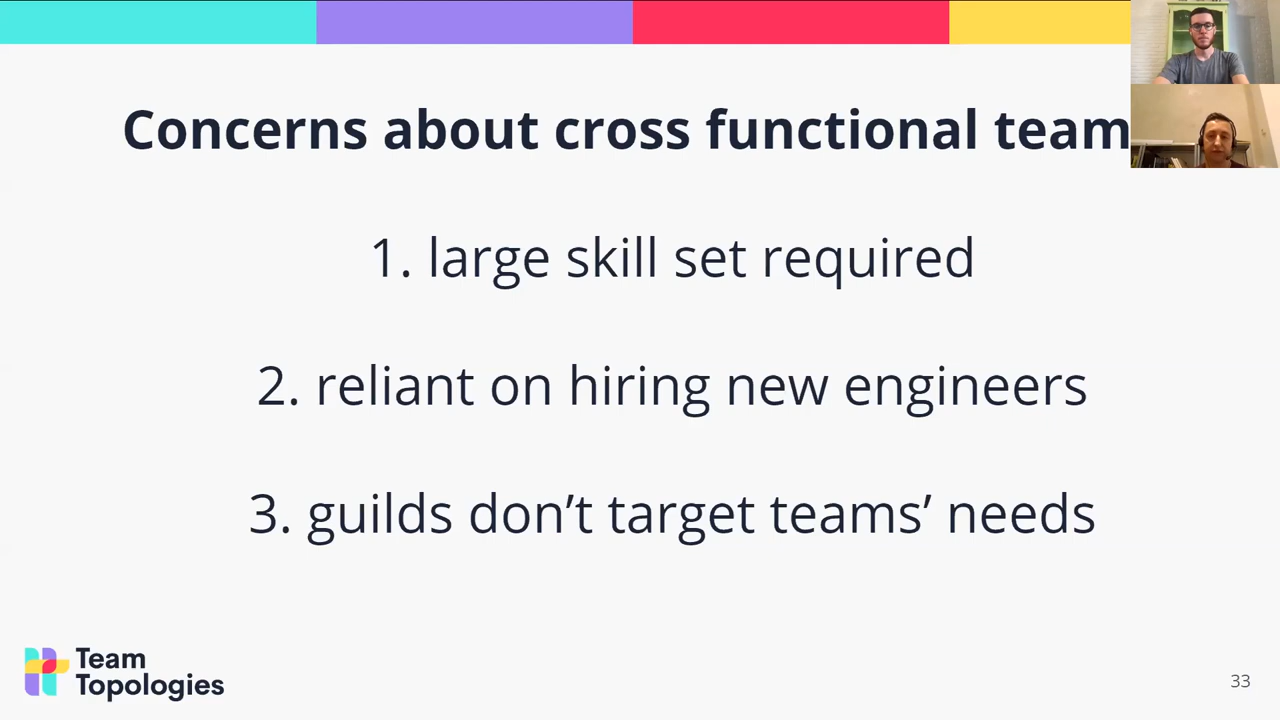 Concerns about cross functional team
1. large skill set required
2. reliant on hiring new engineers
3. guilds don’t target teams’ needs
Team
Topologies
33